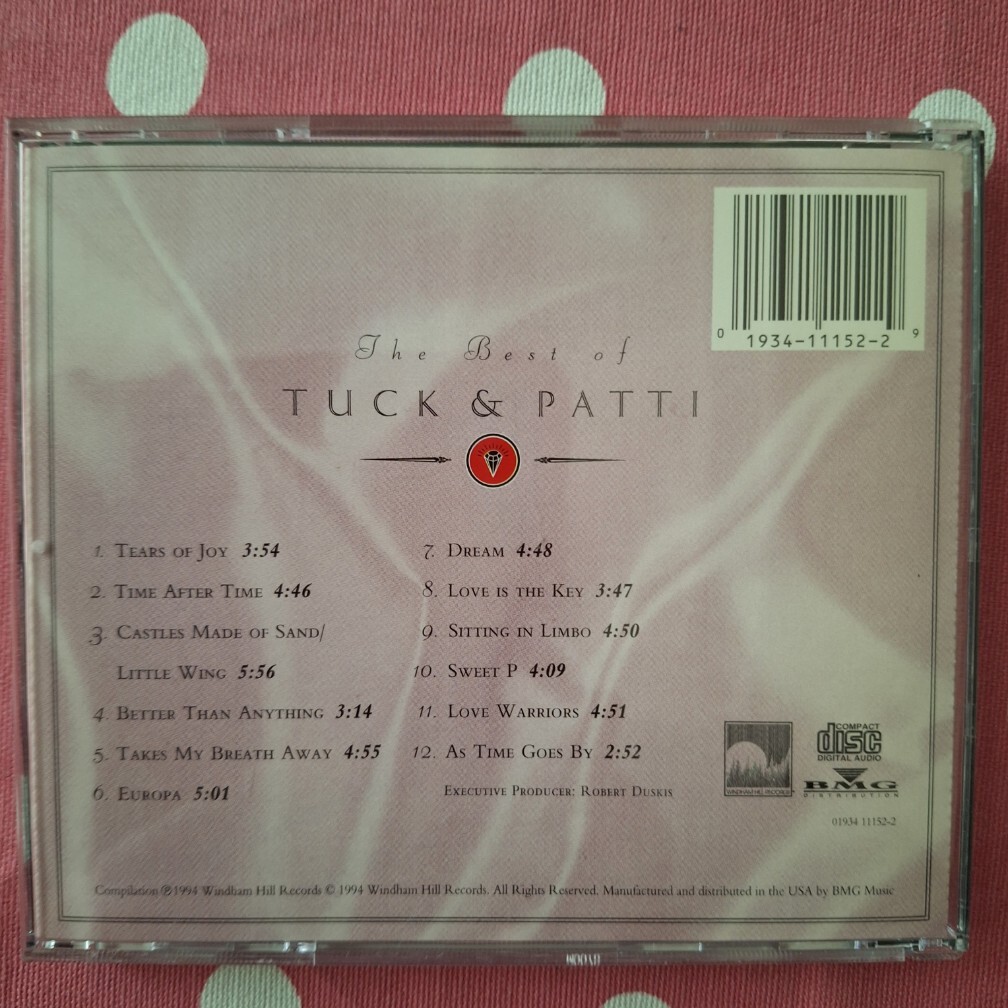 0 1934-11152-2 9
The Best of
TUCK & PATTI
1. TEARS OF JOY 3:54
2. TIME AFTER TIME 4:46
3. CASTLES MADE OF SAND/
LITTLE WING 5:56
4. BETTER THAN ANYTHING 3:14
5. TAKES MY BREATH AWAY 4:55
6. EUROPA 5:01
7. DREAM 4:48
8. LOVE IS THE KEY 3:47
9. SITTING IN LIMBO 4:50
10. SWEET P 4:09
11. LOVE WARRIORS 4:51
12. AS TIME GOES BY 2:52
EXECUTIVE PRODUCER: ROBERT DUSKIS
WINDHAM HILL RECORDS
COMPACT
disc
DIGITAL AUDIO
BMG
DISTRIBUTION
01934 11152-2
Compilation ℗ 1994 Windham Hill Records © 1994 Windham Hill Records. All Rights Reserved. Manufactured and distributed in the USA by BMG Music